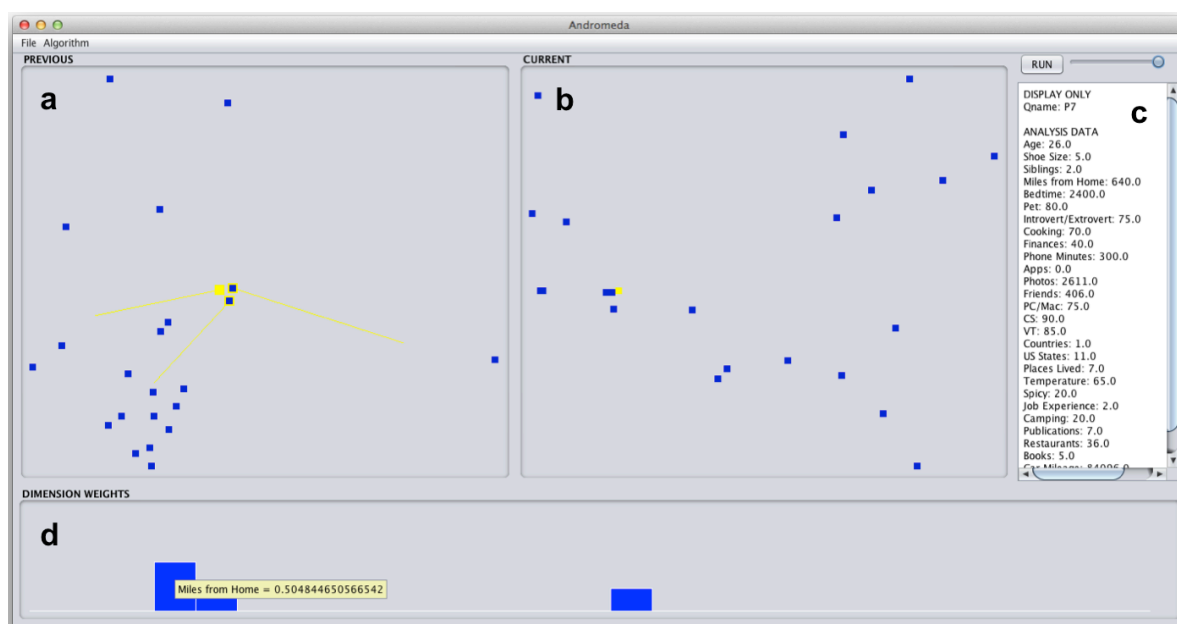 Andromeda
File Algorithm
PREVIOUS
CURRENT
RUN
a
b
c
DISPLAY ONLY
Qname: P7
ANALYSIS DATA
Age: 26.0
Shoe Size: 5.0
Siblings: 2.0
Miles from Home: 640.0
Bedtime: 2400.0
Pet: 80.0
Introvert/Extrovert: 75.0
Cooking: 70.0
Finances: 40.0
Phone Minutes: 300.0
Apps: 0.0
Photos: 2611.0
Friends: 406.0
PC/Mac: 75.0
CS: 90.0
VT: 85.0
Countries: 1.0
US States: 11.0
Places Lived: 7.0
Temperature: 65.0
Spicy: 20.0
Job Experience: 2.0
Camping: 20.0
Publications: 7.0
Restaurants: 36.0
Books: 5.0
Car Mileage:
DIMENSION WEIGHTS
d
Miles from Home = 0.504844650566542